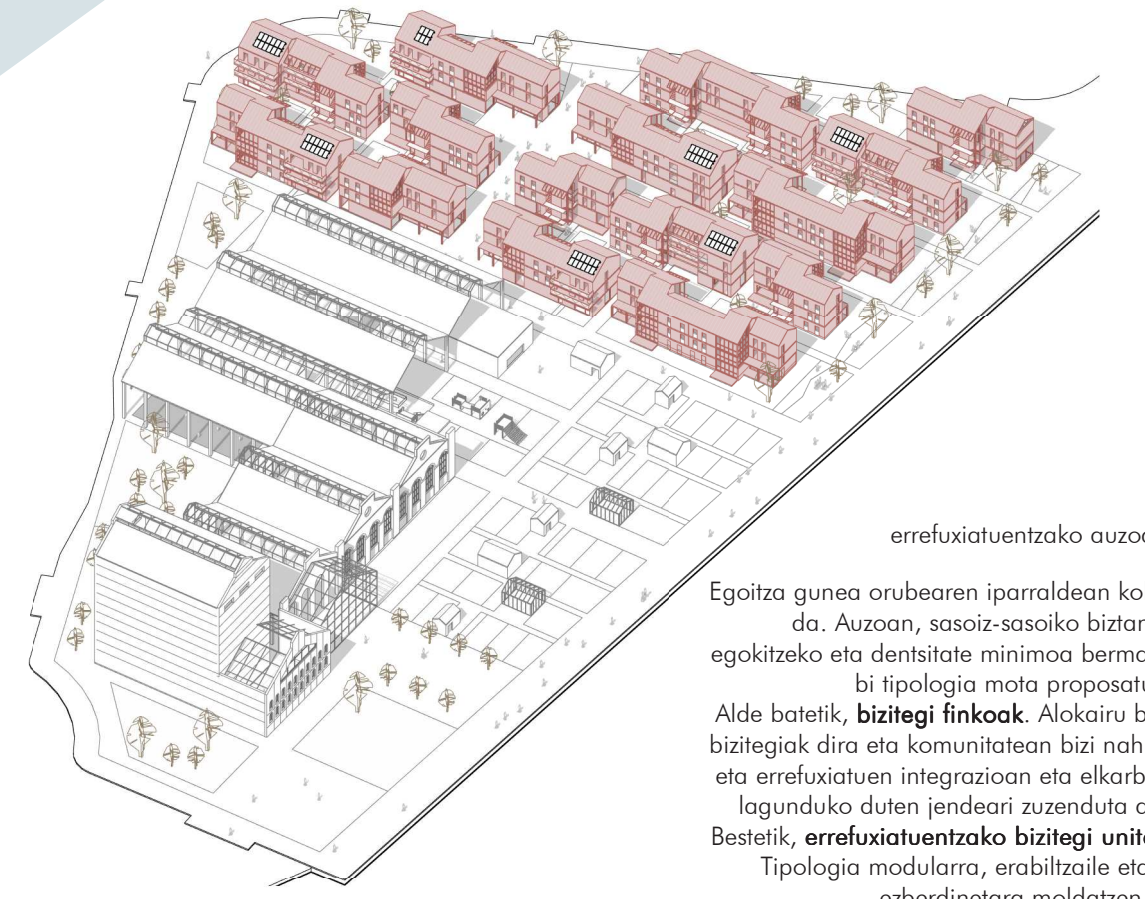 errefuxiatuentzako auzoa
Egoitza gunea orubearen iparraldean ko
da. Auzoan, sasoiz-sasoiko biztan
egokitzeko eta dentsitate minimoa berma
bi tipologia mota proposatu
Alde batetik, bizitegi finkoak. Alokairu b
bizitegiak dira eta komunitatean bizi nah
eta errefuxiatuen integrazioan eta elkarb
lagunduko duten jendeari zuzenduta d
Bestetik, errefuxiatuentzako bizitegi unit
Tipologia modularra, erabiltzaile eta
ezberdinetara moldatzen